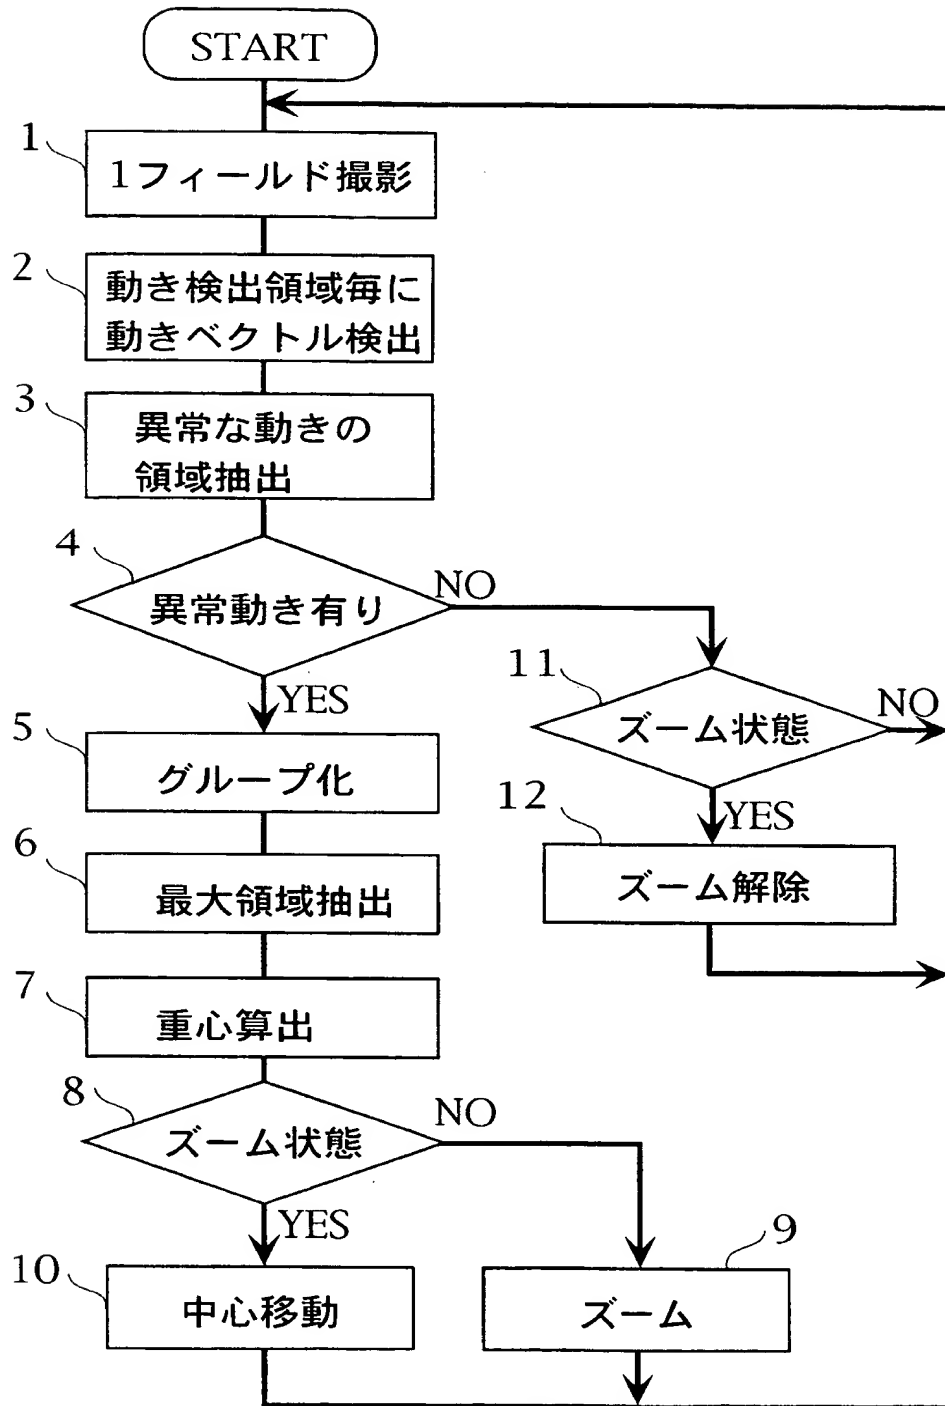 START
1
1フィールド撮影
2
動き検出領域毎に
動きベクトル検出
3
異常な動きの
領域抽出
4
異常動き有り
NO
YES
11
ズーム状態
NO
YES
5
グループ化
12
ズーム解除
6
最大領域抽出
7
重心算出
8
ズーム状態
NO
YES
10
中心移動
9
ズーム